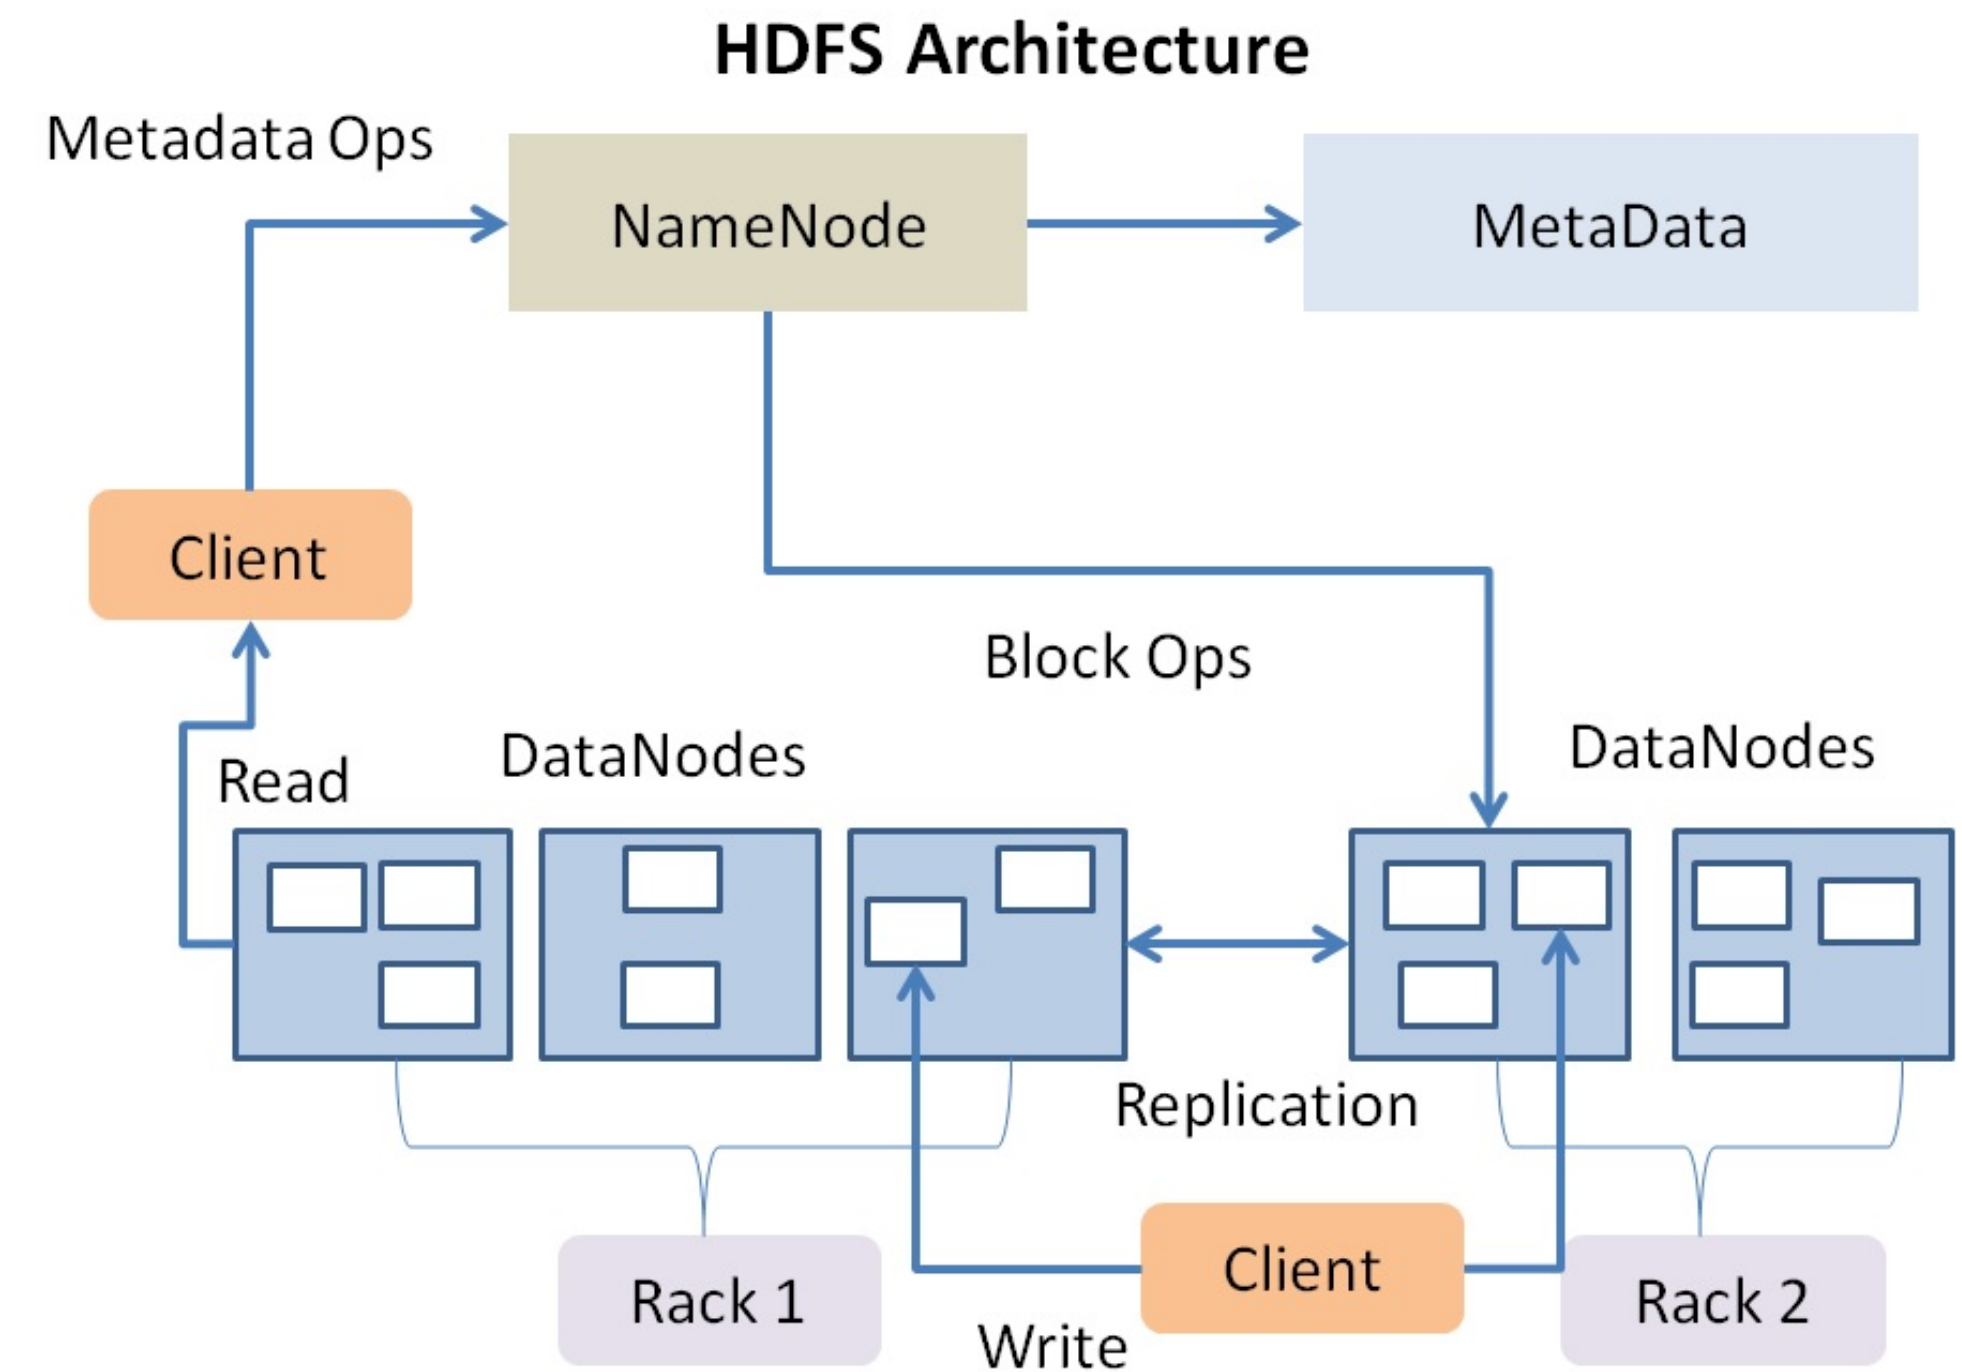 HDFS Architecture
Metadata Ops
NameNode
MetaData
Client
Block Ops
Read
DataNodes
DataNodes
Replication
Client
Rack 1
Rack 2
Write